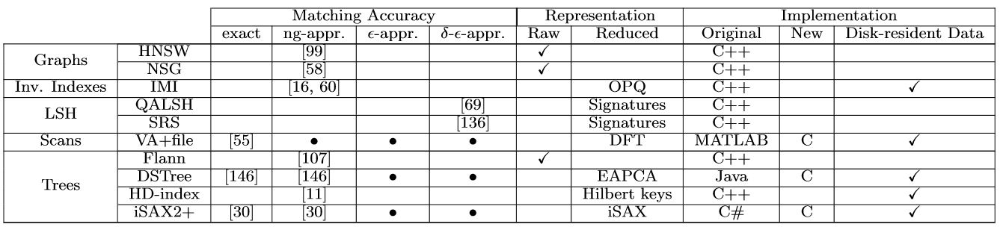 Matching Accuracy Representation Implementation
exact ng-appr. ϵ-appr. δ-ϵ-appr. Raw Reduced Original New Disk-resident Data
Graphs HNSW [99] ✓ C++
NSG [58] ✓ C++
Inv. Indexes IMI [16, 60] OPQ C++ ✓
LSH QALSH [69] Signatures C++
SRS [136] Signatures C++
Scans VA+file [55] • • • DFT MATLAB C ✓
Trees Flann [107] ✓ C++
DSTree [146] [146] • • EAPCA Java C ✓
HD-index [11] Hilbert keys C++ ✓
iSAX2+ [30] [30] • • iSAX C# C ✓